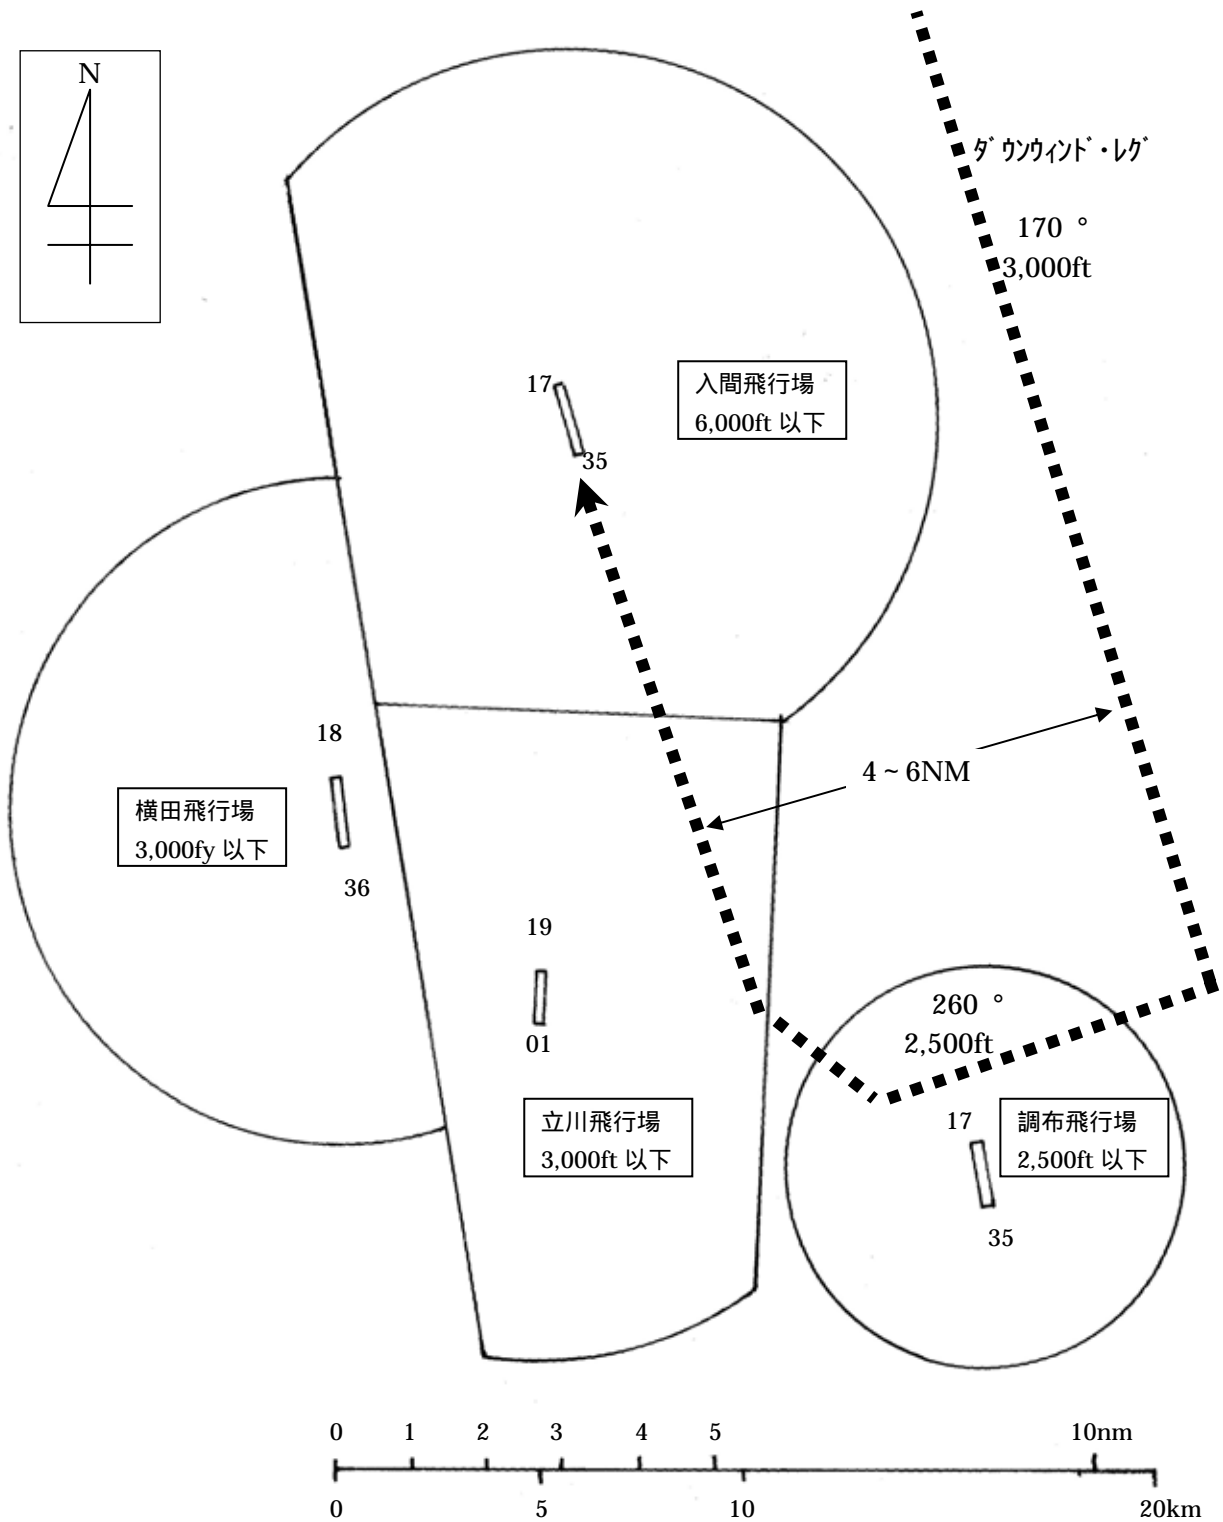 N
ダウンウィンド・レグ
170 °
3,000ft
17
入間飛行場
6,000ft 以下
35
18
4 ~ 6NM
横田飛行場
3,000fy 以下
36
19
260 °
2,500ft
01
立川飛行場
3,000ft 以下
17
調布飛行場
2,500ft 以下
35
0 1 2 3 4 5 10nm
0 5 10 20km